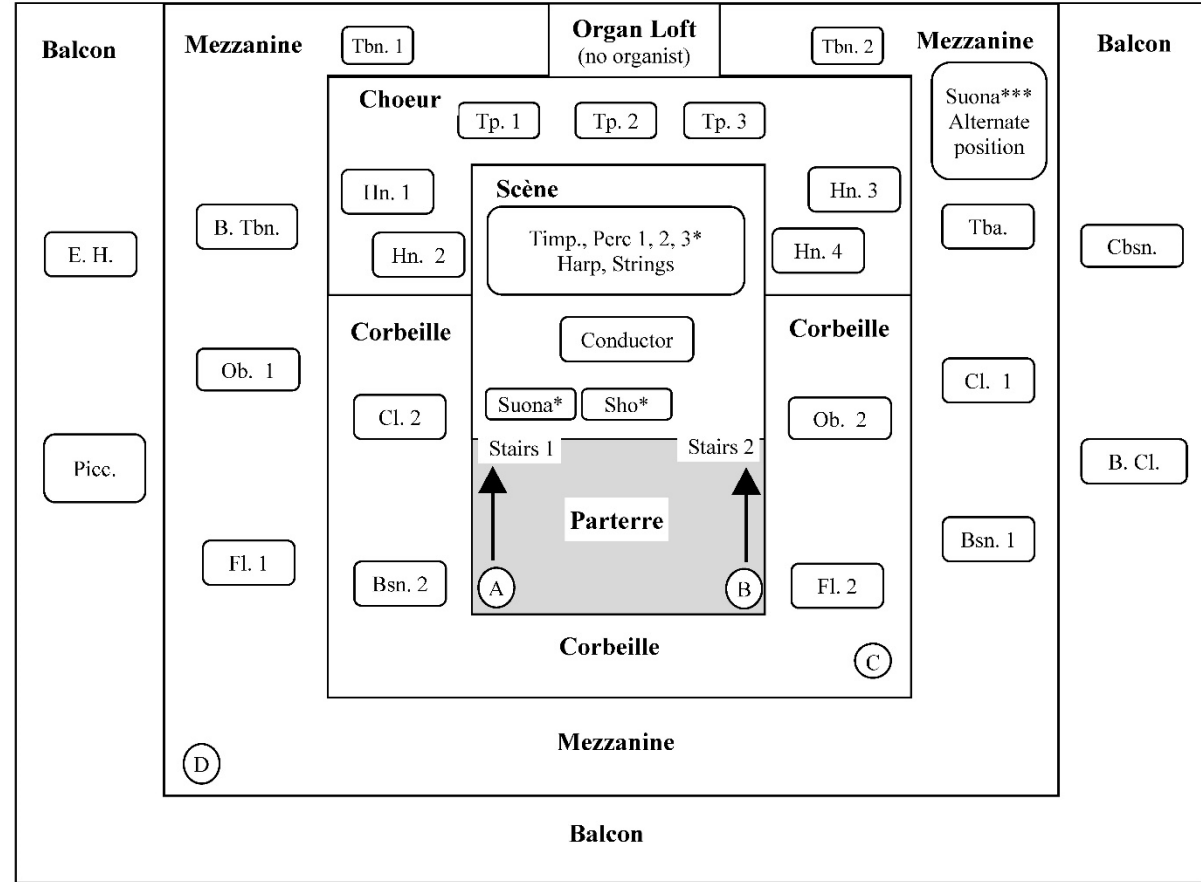 Balcon
Mezzanine
Tbn. 1
Organ Loft
(no organist)
Tbn. 2
Mezzanine
Balcon
Choeur
Tp. 1
Tp. 2
Tp. 3
Suona***
Alternate
position
Hn. 1
Scène
Hn. 3
B. Tbn.
Timp., Perc 1, 2, 3*
Harp, Strings
Tba.
E. H.
Hn. 2
Hn. 4
Cbsn.
Corbeille
Conductor
Corbeille
Ob. 1
Cl. 1
Cl. 2
Suona*
Sho*
Ob. 2
Picc.
Stairs 1
Stairs 2
B. Cl.
Parterre
Fl. 1
Bsn. 1
Bsn. 2
A
B
Fl. 2
Corbeille
C
Mezzanine
D
Balcon